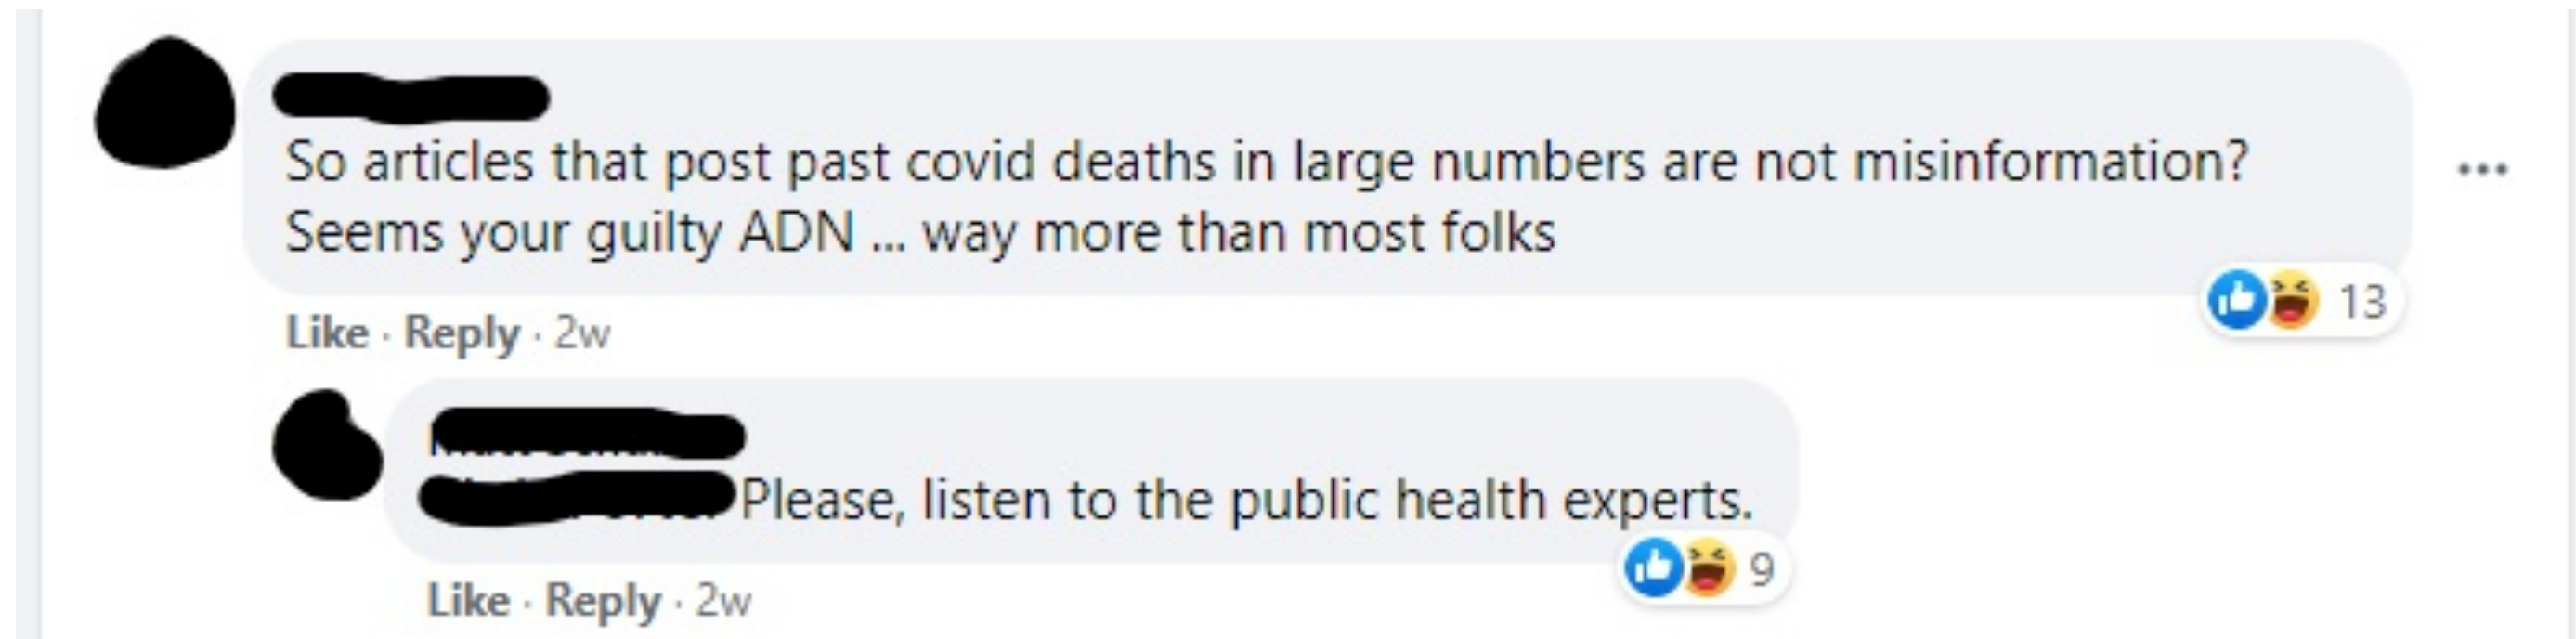 So articles that post past covid deaths in large numbers are not misinformation?
Seems your guilty ADN ... way more than most folks
13
Like · Reply · 2w
Please, listen to the public health experts.
9
Like · Reply · 2w